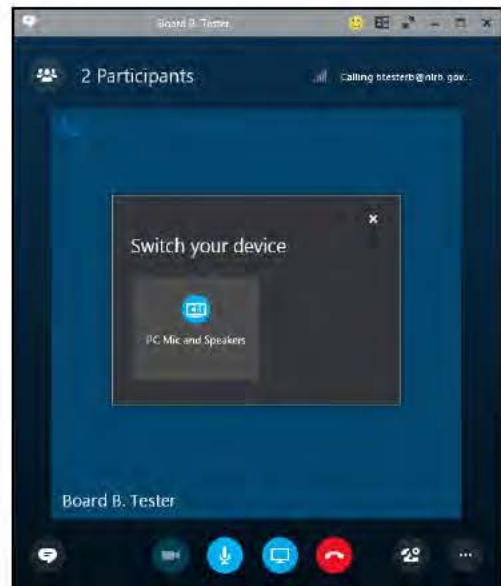 Board B. Tester
2 Participants
Calling btesterb@nlrb.gov...
Switch your device
PC Mic and Speakers
Board B. Tester